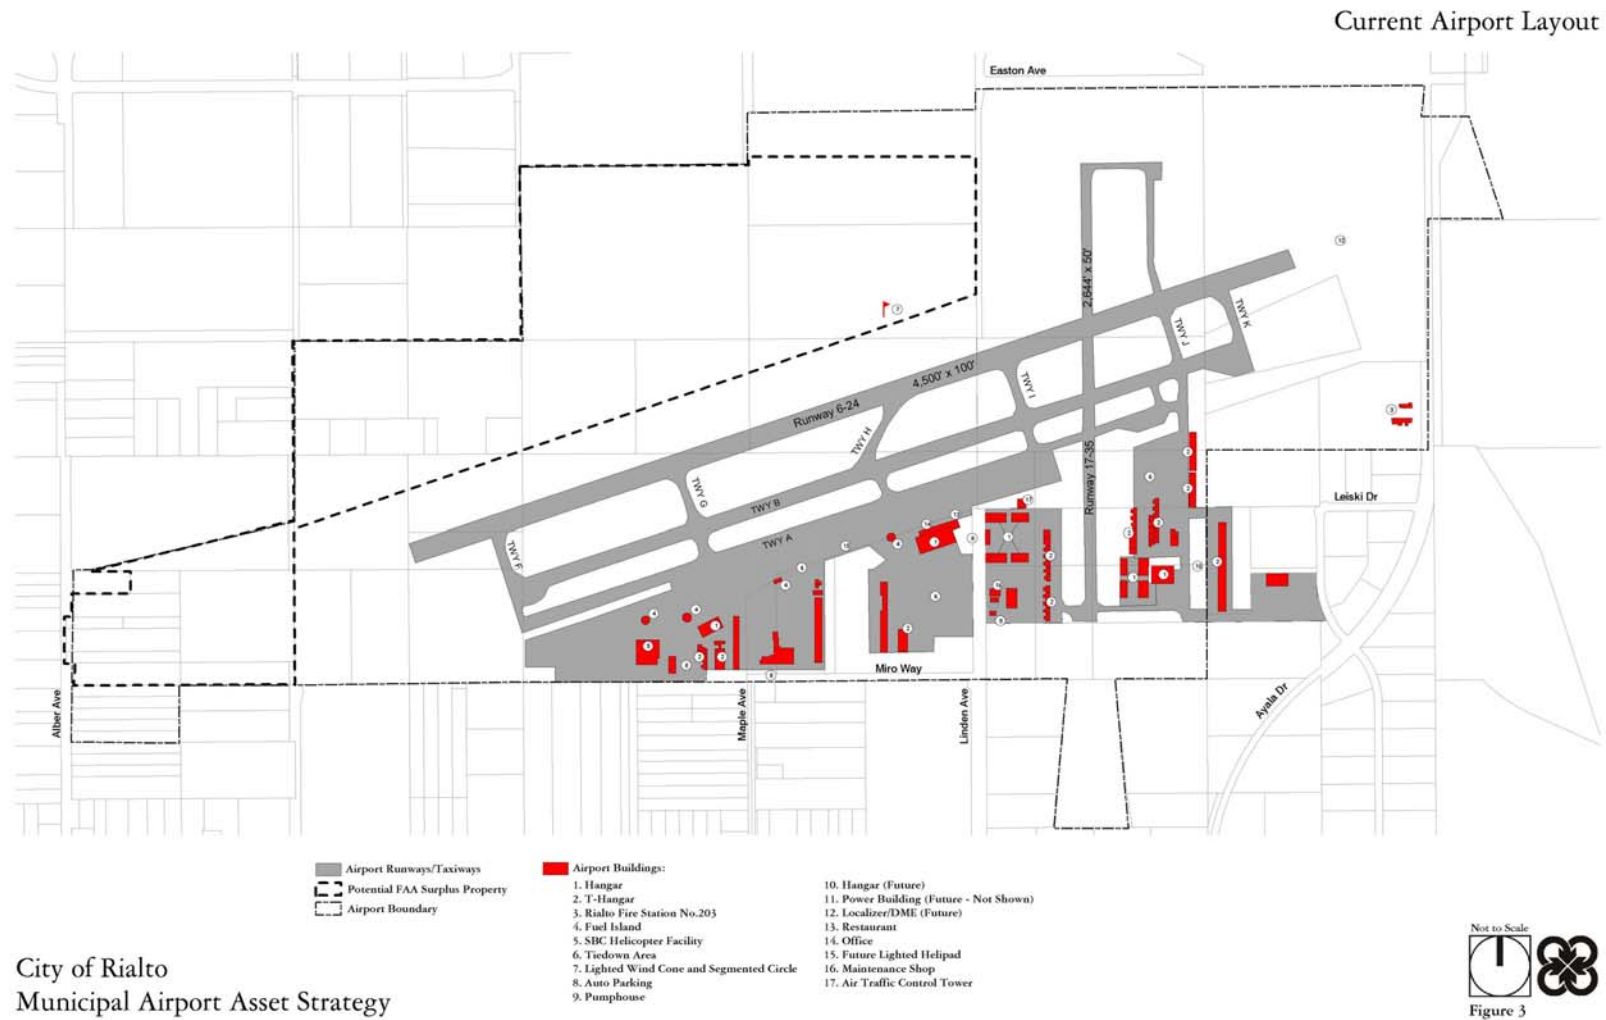 Current Airport Layout
Easton Ave
2,644' x 50'
TWY K
TWY J
4,500' x 100'
TWY I
Runway 6-24
TWY H
Runway 17-35
TWY G
TWY B
TWY A
TWY F
Leiski Dr
Miro Way
Alber Ave
Maple Ave
Linden Ave
Ayala Dr
Airport Runways/Taxiways
Potential FAA Surplus Property
Airport Boundary
Airport Buildings:
1. Hangar
2. T-Hangar
3. Rialto Fire Station No.203
4. Fuel Island
5. SBC Helicopter Facility
6. Tiedown Area
7. Lighted Wind Cone and Segmented Circle
8. Auto Parking
9. Pumphouse
10. Hangar (Future)
11. Power Building (Future - Not Shown)
12. Localizer/DME (Future)
13. Restaurant
14. Office
15. Future Lighted Helipad
16. Maintenance Shop
17. Air Traffic Control Tower
City of Rialto
Municipal Airport Asset Strategy
Not to Scale
Figure 3